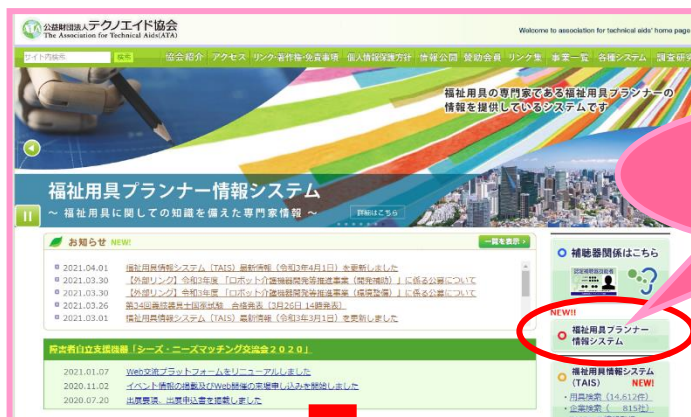 公益財団法人テクノエイド協会
The Association for Technical Aids(ATA)
Welcome to association for technical aids' home page
サイト内検索 検索 協会紹介 アクセス リンク・著作権・免責事項 個人情報保護方針 情報公開 賛助会員 リンク集 事業一覧 各種システム 調査研究
福祉用具の専門家である福祉用具プランナーの
情報を提供しているシステムです
福祉用具プランナー情報システム
～ 福祉用具に関しての知識を備えた専門家情報 ～ 詳細はこちら
お知らせ NEW!
一覧を表示
2021.04.01 福祉用具情報システム（TAIS）最新情報（令和3年4月1日）を更新しました
2021.03.30 【外部リンク】令和3年度「ロボット介護機器開発等推進事業（開発補助）」に係る公募について
2021.03.30 【外部リンク】令和3年度「ロボット介護機器開発等推進事業（環境整備）」に係る公募について
2021.03.26 第34回義肢装具士国家試験 合格発表（3月26日 14時発表）
2021.03.01 福祉用具情報システム（TAIS）最新情報（令和3年3月1日）を更新しました
障害者自立支援機器「シーズ・ニーズマッチング交流会２０２０」
2021.01.07 Web交流プラットフォームをリニューアルしました
2020.11.02 イベント情報の掲載及びWeb開催の来場申し込みを開始しました
2020.07.20 出展要項、出展申込書を掲載しました
補聴器関係はこちら
NEW!!
福祉用具プランナー
情報システム
福祉用具情報システム
（TAIS） NEW!
・用具検索（14,612件）
・企業検索（ 815社）